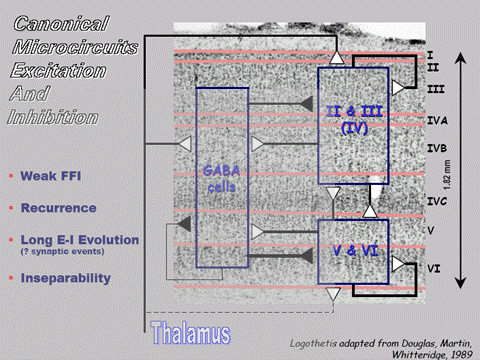 Canonical
Microcircuits
Excitation
And
Inhibition
Weak FFI
Recurrence
Long E-I Evolution
(? synaptic events)
Inseparability
GABA
cells
II & III
(IV)
V & VI
I
II
III
IVA
IVB
IVC
V
VI
1.82 mm
Thalamus
Logothetis adapted from Douglas, Martin,
Whitteridge, 1989